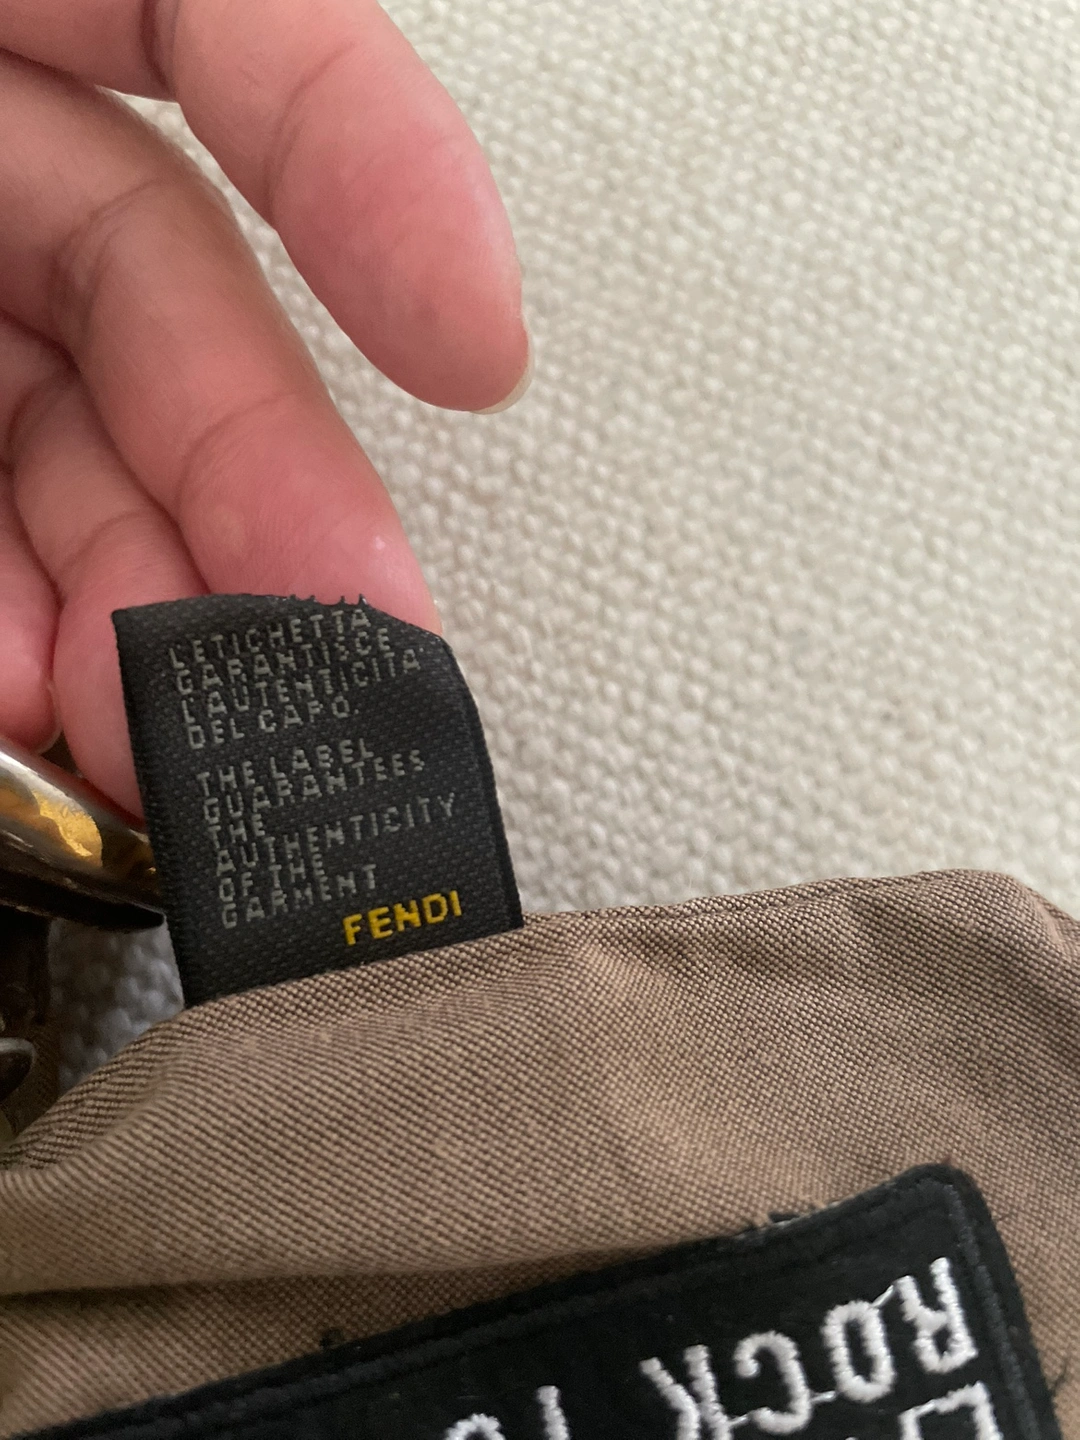 L'ETICHETTA
GARANTISCE
L'AUTENTICITA'
DEL CAPO.
THE LABEL
GUARANTEES
THE
AUTHENTICITY
OF THE
GARMENT
FENDI
ROCK